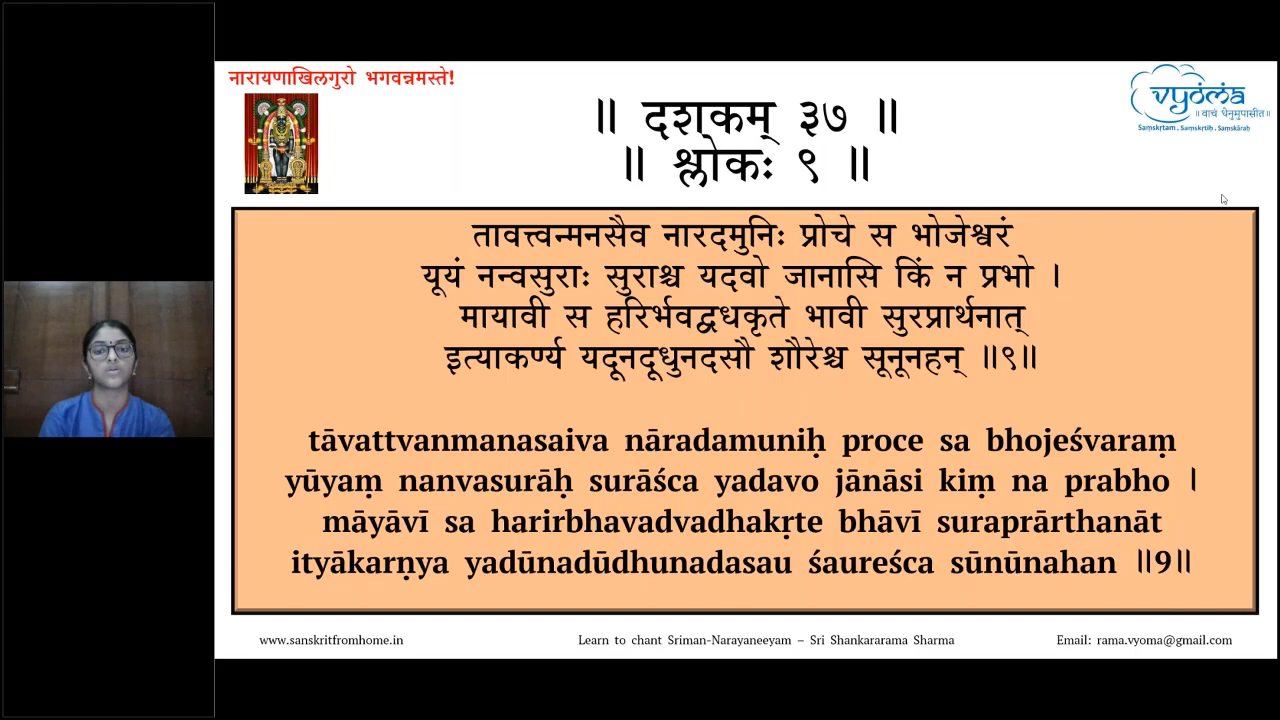 नारायणाखिलगुरो भगवन्नमस्ते!
॥ दशकम् ३७ ॥
॥ श्लोकः ९ ॥
vyoma
॥ वाचं धेनुमुपासीत॥
Saṃskṛtam . Saṃskṛtiḥ . Saṃskāraḥ
तावत्त्वन्मनसैव नारदमुनिः प्रोचे स भोजेश्वरं
यूयं नन्वसुराः सुराश्च यदवो जानासि किं न प्रभो ।
मायावी स हरिर्भवद्वधकृते भावी सुरप्रार्थनात्
इत्याकर्ण्य यदूनदूधुनदसौ शौरेश्च सूनूनहन् ॥९॥
tāvattvanmanasaiva nāradamuniḥ proce sa bhojeśvaraṃ
yūyaṃ nanvasurāḥ surāśca yadavo jānāsi kiṃ na prabho ।
māyāvī sa harirbhavadvadhakṛte bhāvī suraprārthanāt
ityākarṇya yadūnadūdhunadasau śaureśca sūnūnahan ॥9॥
www.sanskritfromhome.in
Learn to chant Sriman-Narayaneeyam – Sri Shankararama Sharma
Email: rama.vyoma@gmail.com